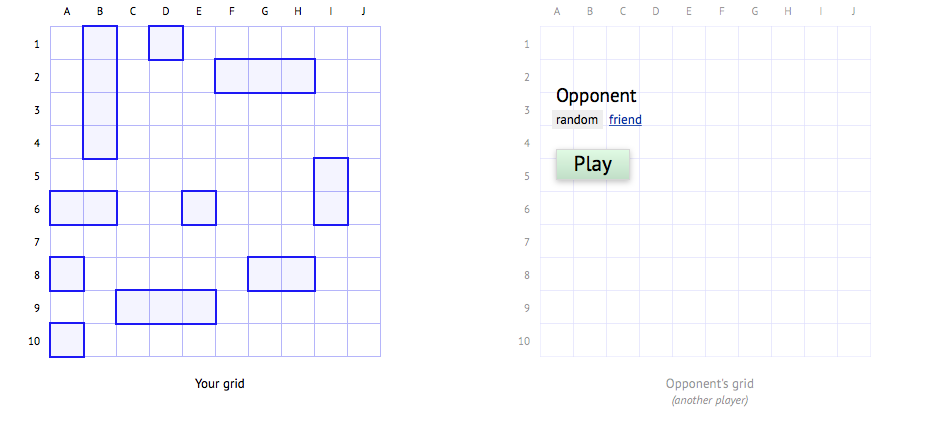 A B C D E F G H I J
1
2
3
4
5
6
7
8
9
10
Your grid
A B C D E F G H I J
1
2
3
4
5
6
7
8
9
10
Opponent
random friend
Play
Opponent's grid
(another player)